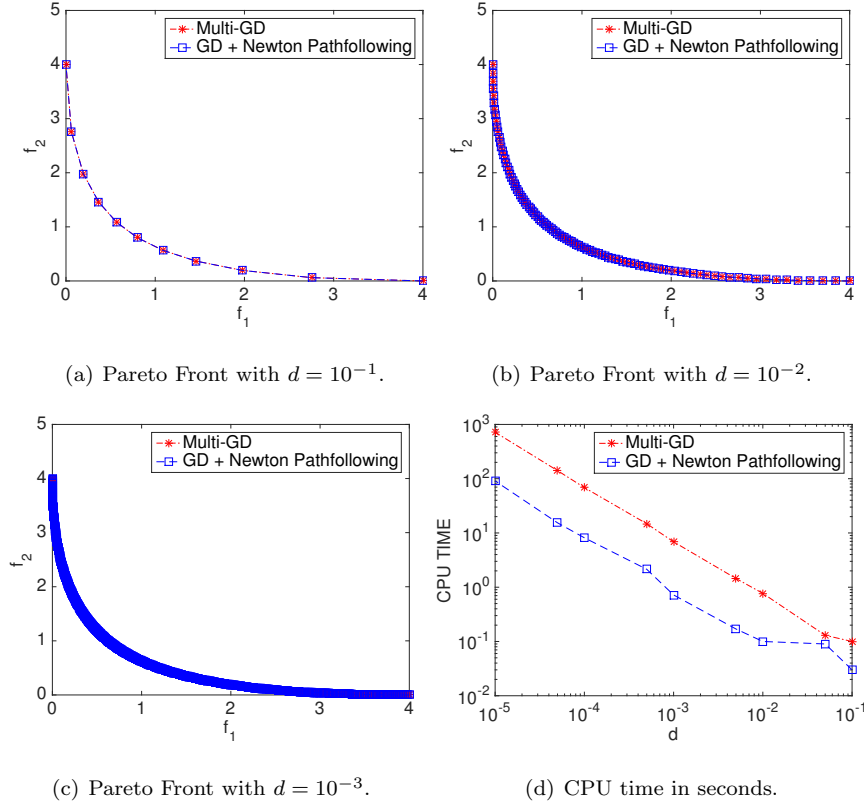 Multi-GD
GD + Newton Pathfollowing
5
4
3
2
1
0
f2
0
1
2
3
4
f1
(a) Pareto Front with d = 10−1.
Multi-GD
GD + Newton Pathfollowing
5
4
3
2
1
0
f2
0
1
2
3
4
f1
(b) Pareto Front with d = 10−2.
Multi-GD
GD + Newton Pathfollowing
5
4
3
2
1
0
f2
0
1
2
3
4
f1
(c) Pareto Front with d = 10−3.
Multi-GD
GD + Newton Pathfollowing
10^3
10^2
10^1
10^0
10^-1
10^-2
CPU TIME
10^-5
10^-4
10^-3
10^-2
10^-1
d
(d) CPU time in seconds.